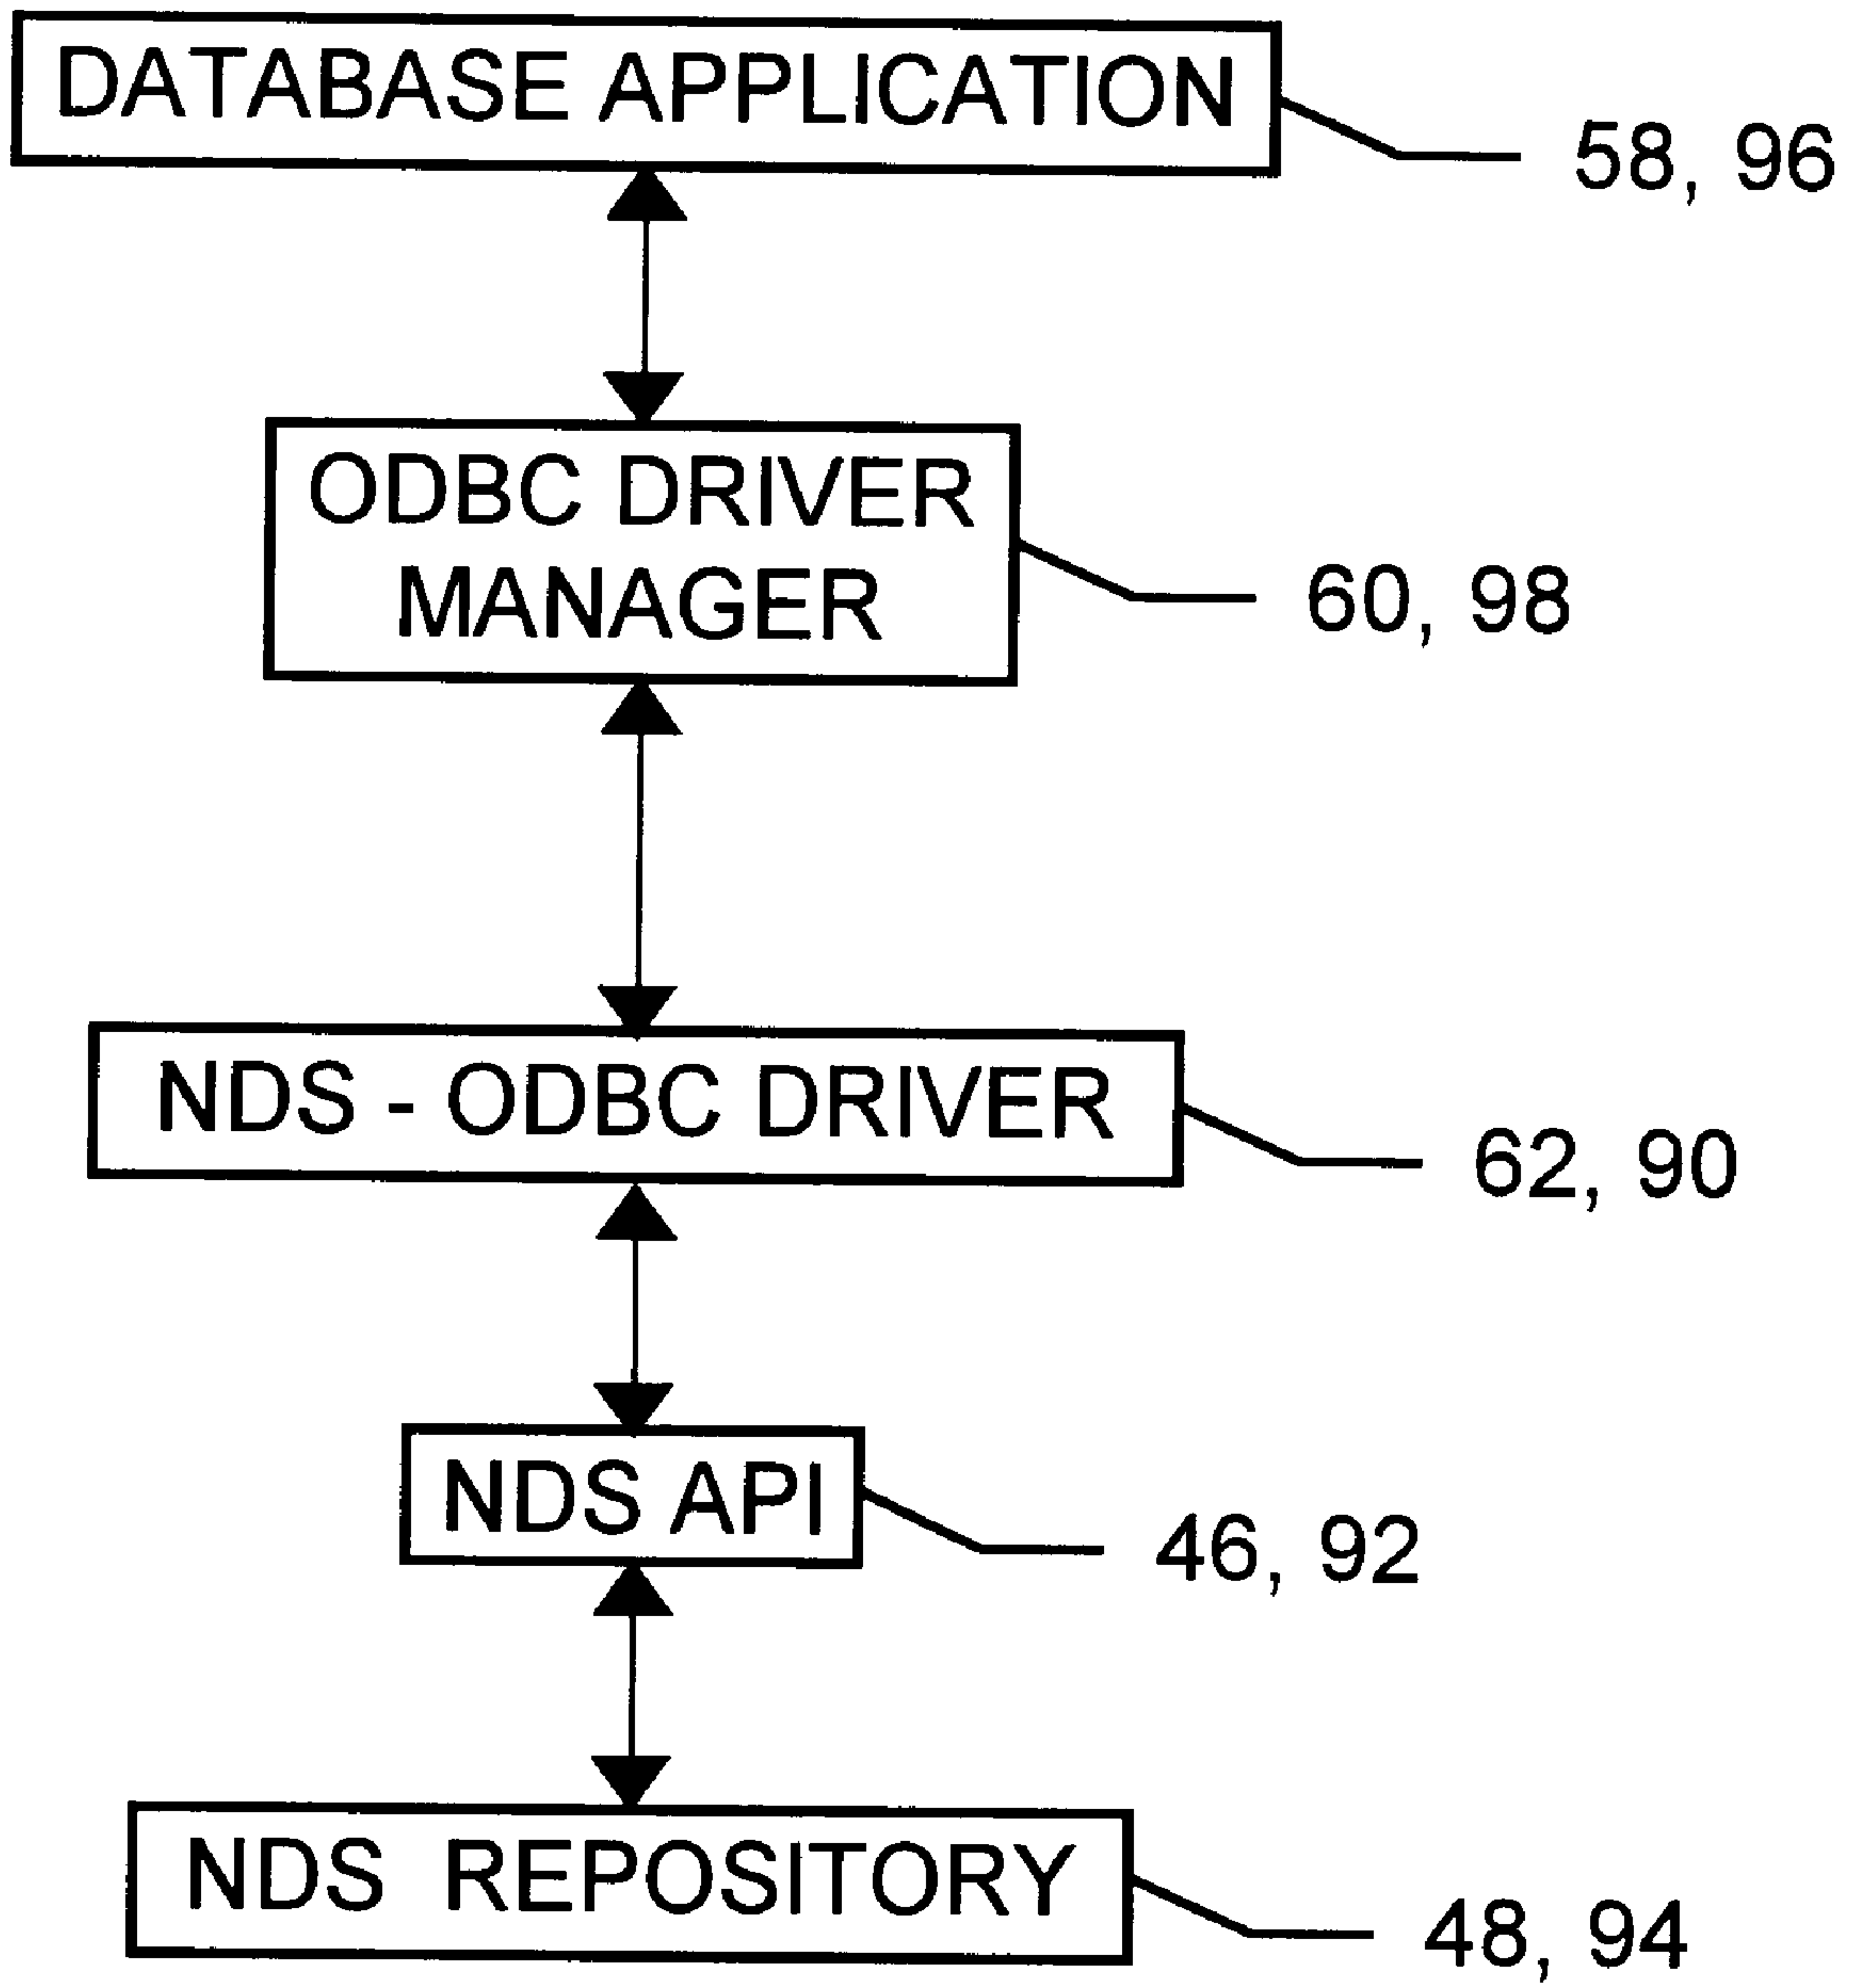 DATABASE APPLICATION
58, 96
ODBC DRIVER
MANAGER
60, 98
NDS - ODBC DRIVER
62, 90
NDS API
46, 92
NDS REPOSITORY
48, 94